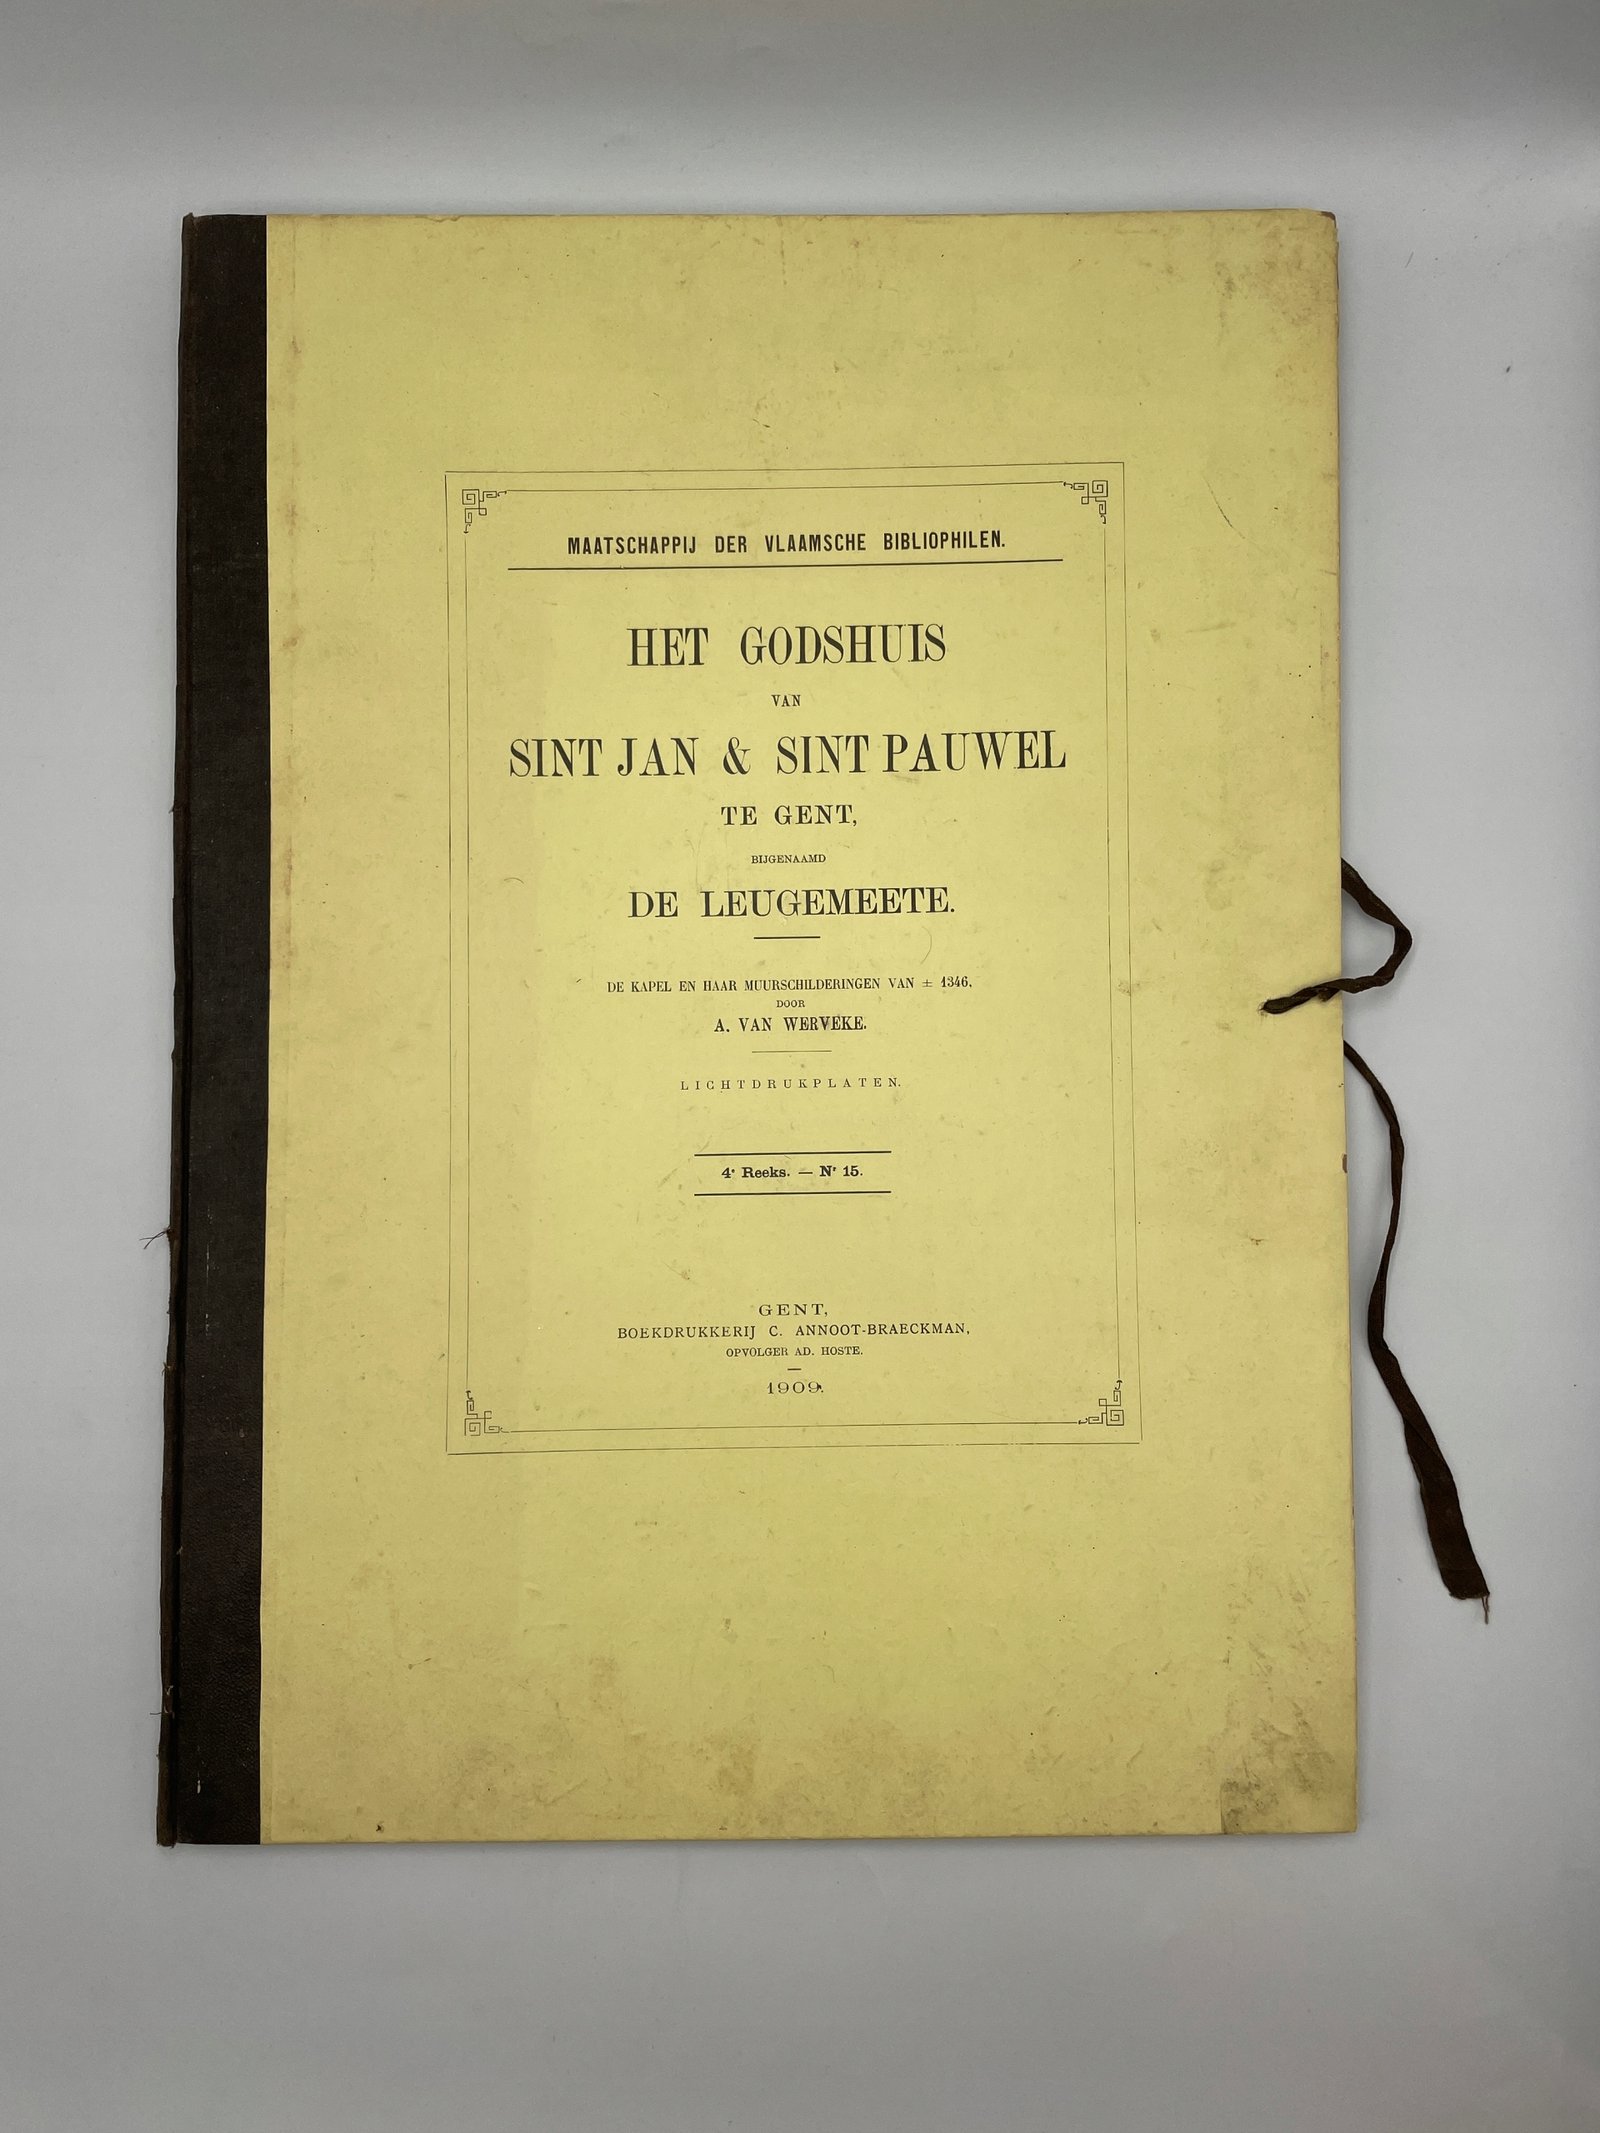 MAATSCHAPPIJ DER VLAAMSCHE BIBLIOPHILEN.
HET GODSHUIS
VAN
SINT JAN & SINT PAUWEL
TE GENT,
BIJGENAAMD
DE LEUGEMEETE.
DE KAPEL EN HAAR MUURSCHILDERINGEN VAN ± 1346,
DOOR
A. VAN WERVEKE.
LICHTDRUKPLATEN.
4e Reeks. — Nr 15.
GENT,
BOEKDRUKKERIJ C. ANNOOT-BRAECKMAN,
OPVOLGER AD. HOSTE.
1909.